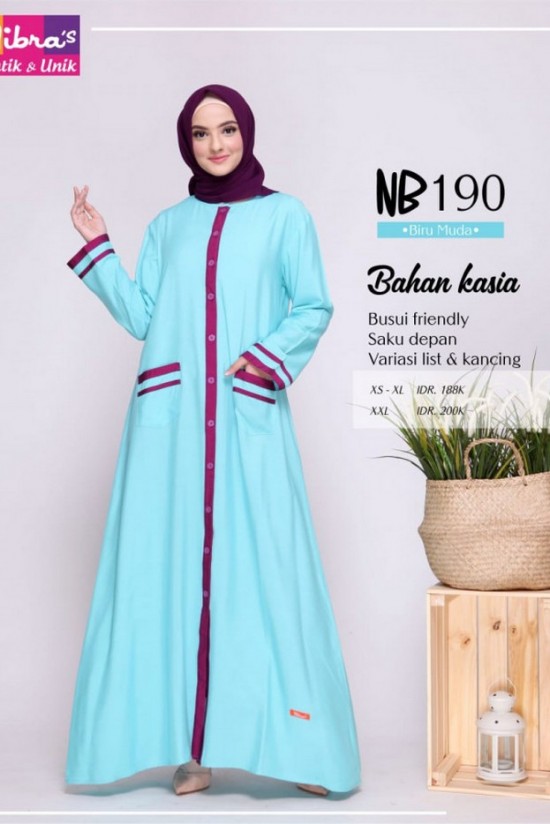 ibra's
tik & Unik
NB190
•Biru Muda•
Bahan kasia
Busui friendly
Saku depan
Variasi list & kancing
XS - XL IDR. 188K
XXL IDR. 200K